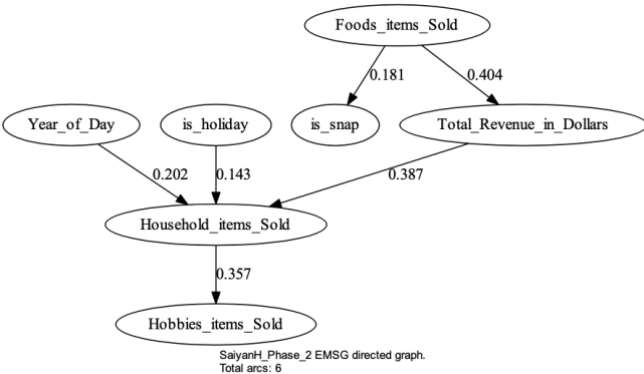 Foods_items_Sold
0.181
0.404
Year_of_Day
is_holiday
is_snap
Total_Revenue_in_Dollars
0.202
0.143
0.387
Household_items_Sold
0.357
Hobbies_items_Sold
SaiyanH_Phase_2 EMSG directed graph.
Total arcs: 6